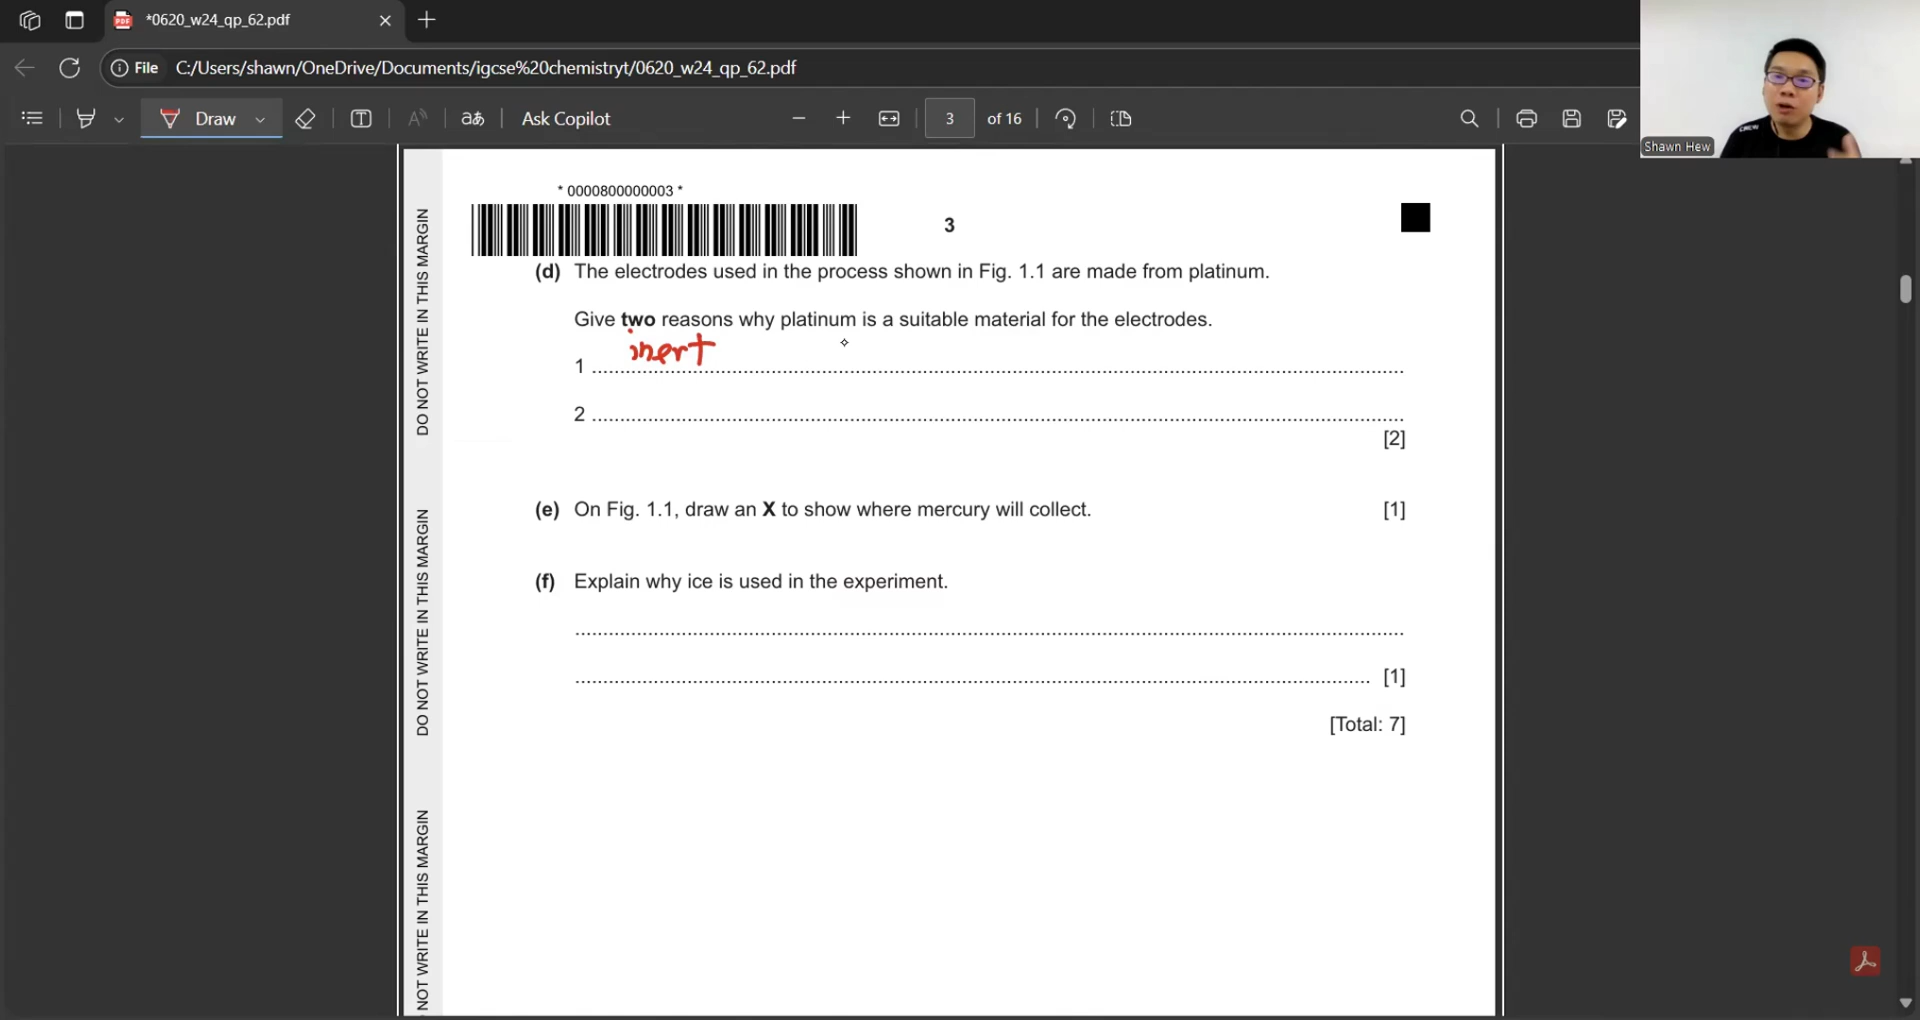 *0620_w24_qp_62.pdf
File C:/Users/shawn/OneDrive/Documents/igcse%20chemistryt/0620_w24_qp_62.pdf
Draw
aあ
Ask Copilot
3 of 16
Shawn Hew
* 0000800000003 *
3
DO NOT WRITE IN THIS MARGIN
(d) The electrodes used in the process shown in Fig. 1.1 are made from platinum.
Give two reasons why platinum is a suitable material for the electrodes.
inert
1 ........................................................................
2 ........................................................................
[2]
(e) On Fig. 1.1, draw an X to show where mercury will collect. [1]
DO NOT WRITE IN THIS MARGIN
(f) Explain why ice is used in the experiment.
........................................................................
........................................................................ [1]
[Total: 7]
NOT WRITE IN THIS MARGIN